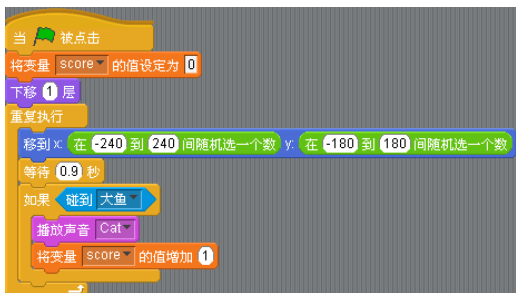 当 被点击
将变量 score 的值设定为 0
下移 1 层
重复执行
移到 x: 在 -240 到 240 间随机选一个数 y: 在 -180 到 180 间随机选一个数
等待 0.9 秒
如果 碰到 大鱼
播放声音 Cat
将变量 score 的值增加 1